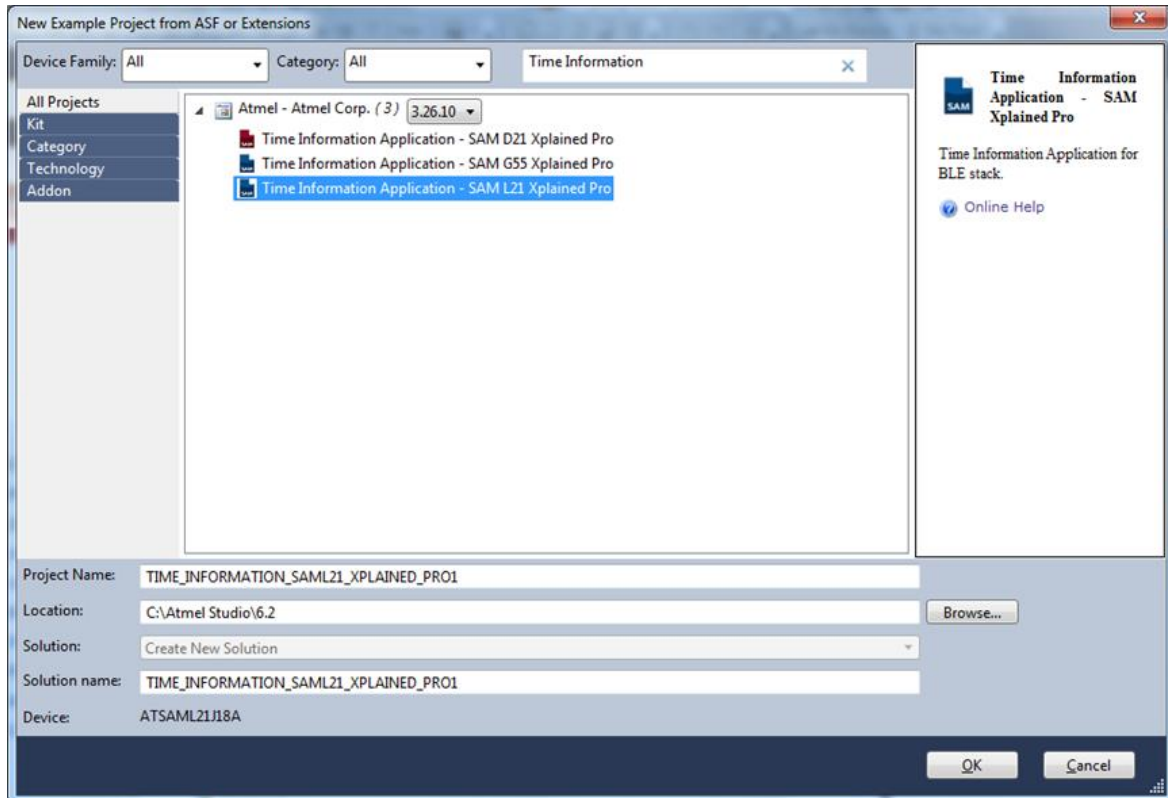 New Example Project from ASF or Extensions
Device Family: All Category: All Time Information
All Projects
Kit
Category
Technology
Addon
Atmel - Atmel Corp. (3) 3.26.10
Time Information Application - SAM D21 Xplained Pro
Time Information Application - SAM G55 Xplained Pro
Time Information Application - SAM L21 Xplained Pro
SAM
Time Information
Application - SAM
Xplained Pro
Time Information Application for
BLE stack.
Online Help
Project Name: TIME_INFORMATION_SAML21_XPLAINED_PRO1
Location: C:\Atmel Studio\6.2 Browse...
Solution: Create New Solution
Solution name: TIME_INFORMATION_SAML21_XPLAINED_PRO1
Device: ATSAML21J18A
OK Cancel